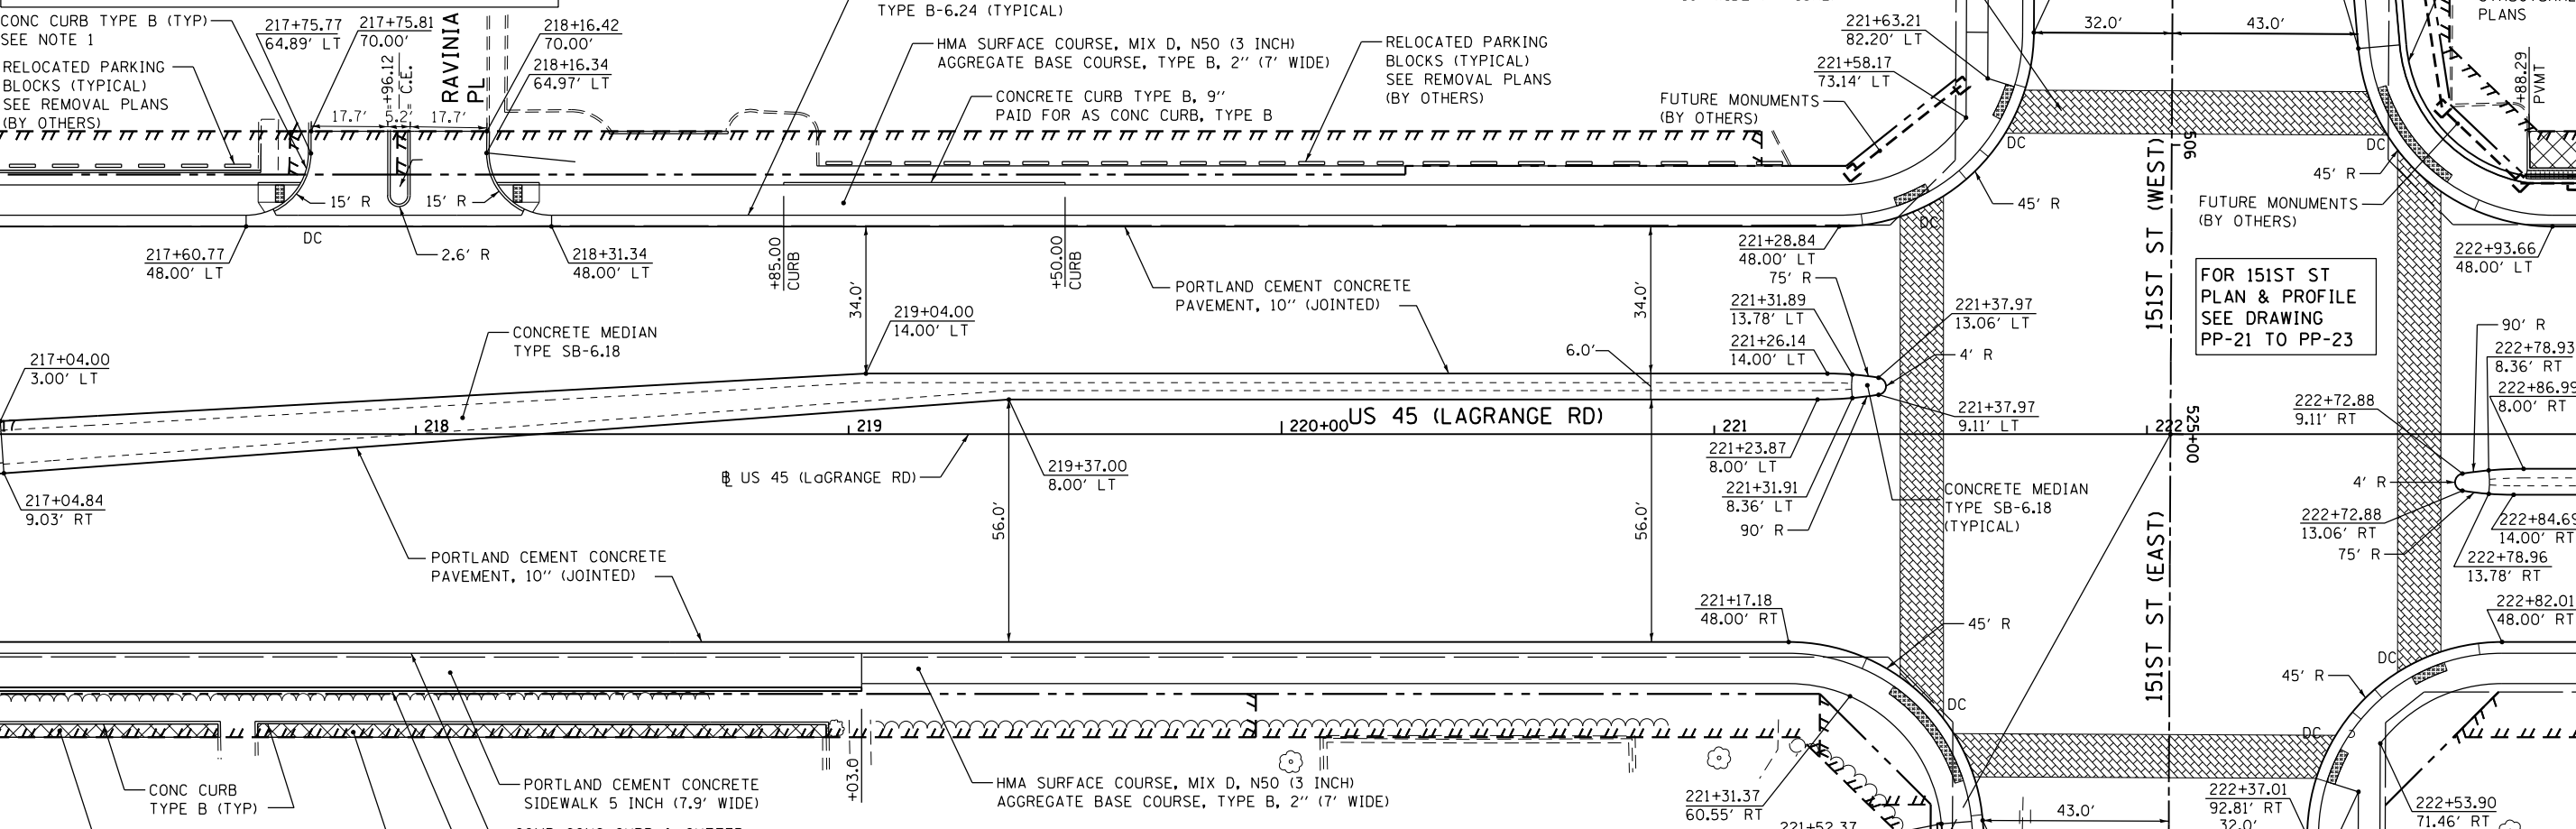 CONC CURB TYPE B (TYP)
SEE NOTE 1
RELOCATED PARKING
BLOCKS (TYPICAL)
SEE REMOVAL PLANS
(BY OTHERS)
217+75.77
64.89' LT
217+75.81
70.00'
+96.12
C.E.
RAVINIA
PL
17.7'
5.2'
17.7'
218+16.42
70.00'
218+16.34
64.97' LT
TYPE B-6.24 (TYPICAL)
HMA SURFACE COURSE, MIX D, N50 (3 INCH)
AGGREGATE BASE COURSE, TYPE B, 2'' (7' WIDE)
CONCRETE CURB TYPE B, 9''
PAID FOR AS CONC CURB, TYPE B
RELOCATED PARKING
BLOCKS (TYPICAL)
SEE REMOVAL PLANS
(BY OTHERS)
221+63.21
82.20' LT
221+58.17
73.14' LT
FUTURE MONUMENTS
(BY OTHERS)
32.0'
43.0'
PLANS
+88.29
PVMT
15' R
15' R
DC
2.6' R
217+60.77
48.00' LT
218+31.34
48.00' LT
+85.00
CURB
+50.00
CURB
DC
DC
DC
506
45' R
45' R
FUTURE MONUMENTS
(BY OTHERS)
151ST ST (WEST)
221+28.84
48.00' LT
75' R
222+93.66
48.00' LT
FOR 151ST ST
PLAN & PROFILE
SEE DRAWING
PP-21 TO PP-23
34.0'
34.0'
PORTLAND CEMENT CONCRETE
PAVEMENT, 10'' (JOINTED)
221+31.89
13.78' LT
221+37.97
13.06' LT
221+26.14
14.00' LT
4' R
6.0'
219+04.00
14.00' LT
CONCRETE MEDIAN
TYPE SB-6.18
217+04.00
3.00' LT
90' R
222+78.93
8.36' RT
222+86.99
8.00' RT
222+72.88
9.11' RT
218
219
220+00
US 45 (LAGRANGE RD)
221
222
525+00
221+37.97
9.11' LT
221+23.87
8.00' LT
221+31.91
8.36' LT
90' R
219+37.00
8.00' LT
℄ US 45 (LaGRANGE RD)
217+04.84
9.03' RT
56.0'
56.0'
CONCRETE MEDIAN
TYPE SB-6.18
(TYPICAL)
4' R
222+72.88
13.06' RT
75' R
222+84.69
14.00' RT
222+78.96
13.78' RT
PORTLAND CEMENT CONCRETE
PAVEMENT, 10'' (JOINTED)
221+17.18
48.00' RT
45' R
151ST ST (EAST)
222+82.01
48.00' RT
DC
45' R
DC
DC
CONC CURB
TYPE B (TYP)
PORTLAND CEMENT CONCRETE
SIDEWALK 5 INCH (7.9' WIDE)
+03.0
HMA SURFACE COURSE, MIX D, N50 (3 INCH)
AGGREGATE BASE COURSE, TYPE B, 2'' (7' WIDE)
221+31.37
60.55' RT
221+52.37
43.0'
222+37.01
92.81' RT
32.0'
222+53.90
71.46' RT